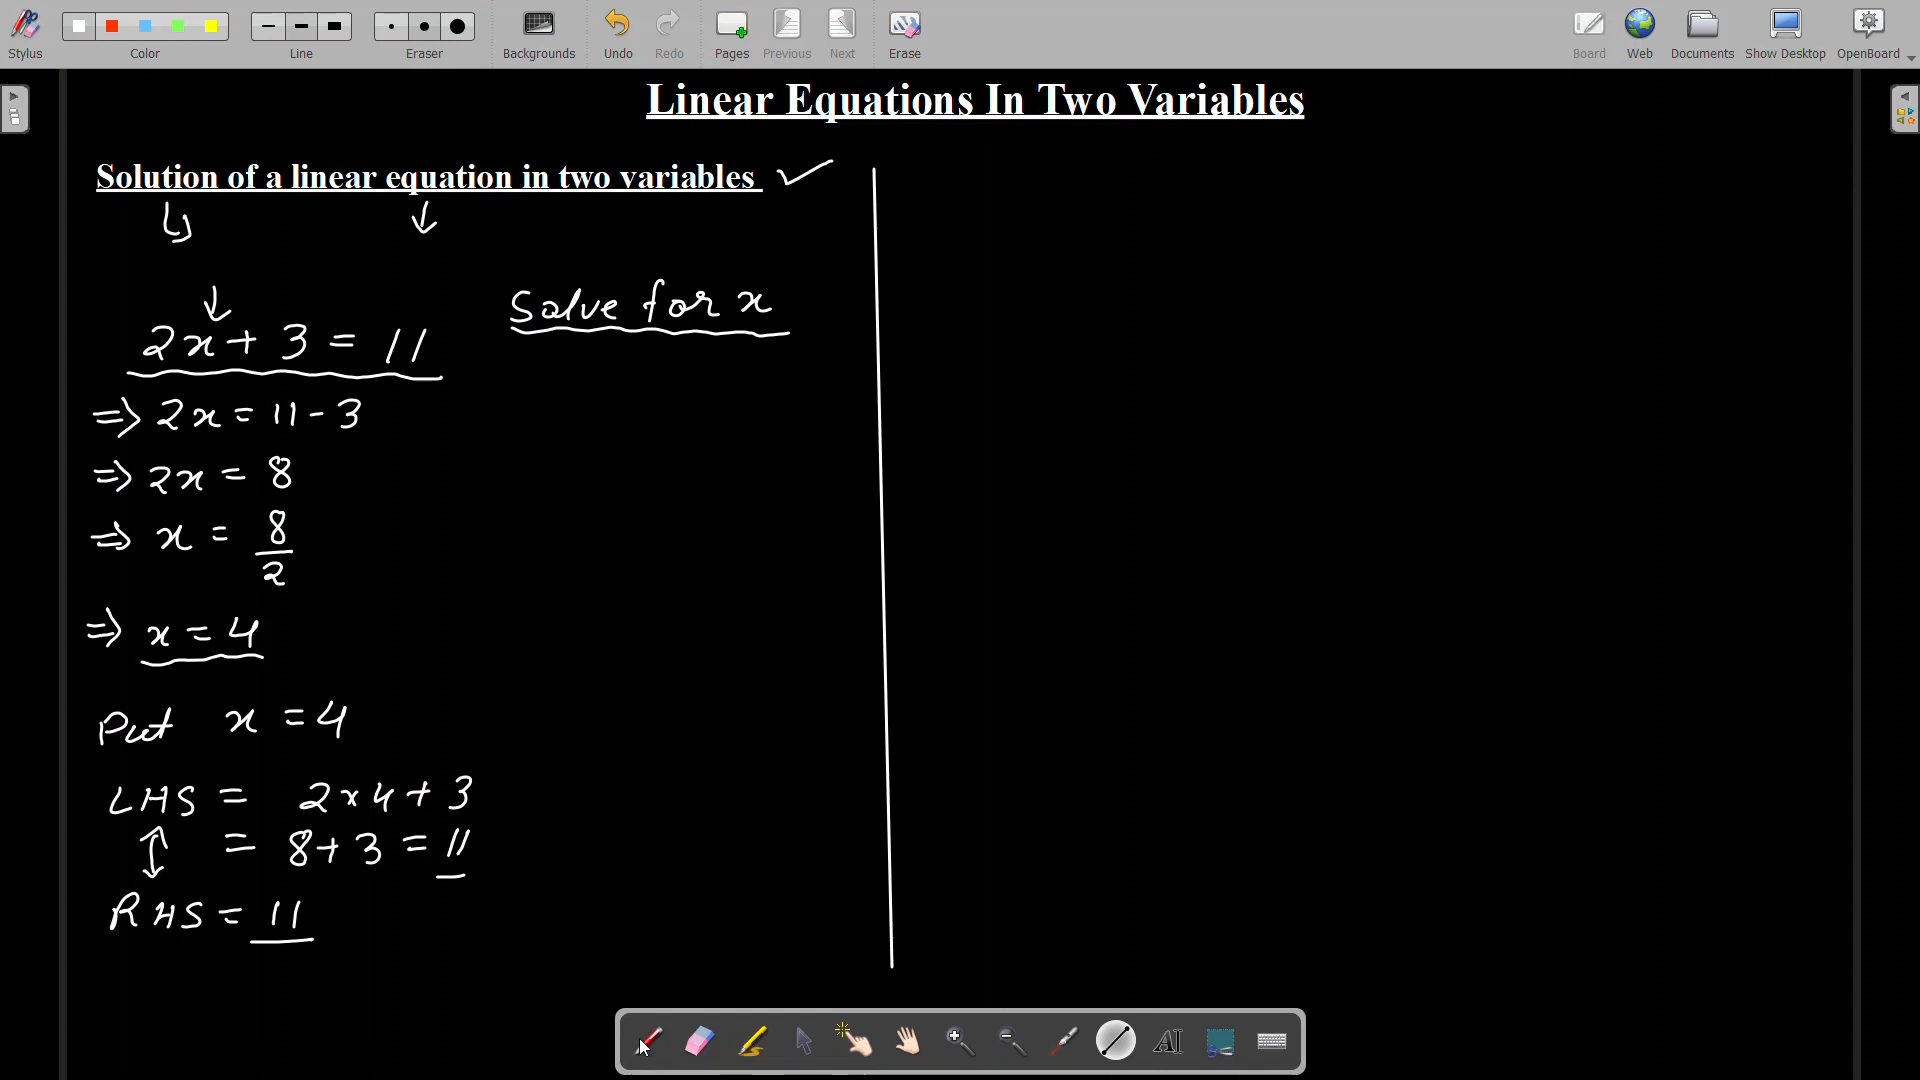 Stylus Color Line Eraser Backgrounds Undo Redo Pages Previous Next Erase Board Web Documents Show Desktop OpenBoard
Linear Equations In Two Variables
Solution of a linear equation in two variables
Solve for x
2x + 3 = 11
⇒ 2x = 11 - 3
⇒ 2x = 8
⇒ x = 8/2
⇒ x = 4
Put x = 4
LHS = 2 × 4 + 3
= 8 + 3 = 11
RHS = 11